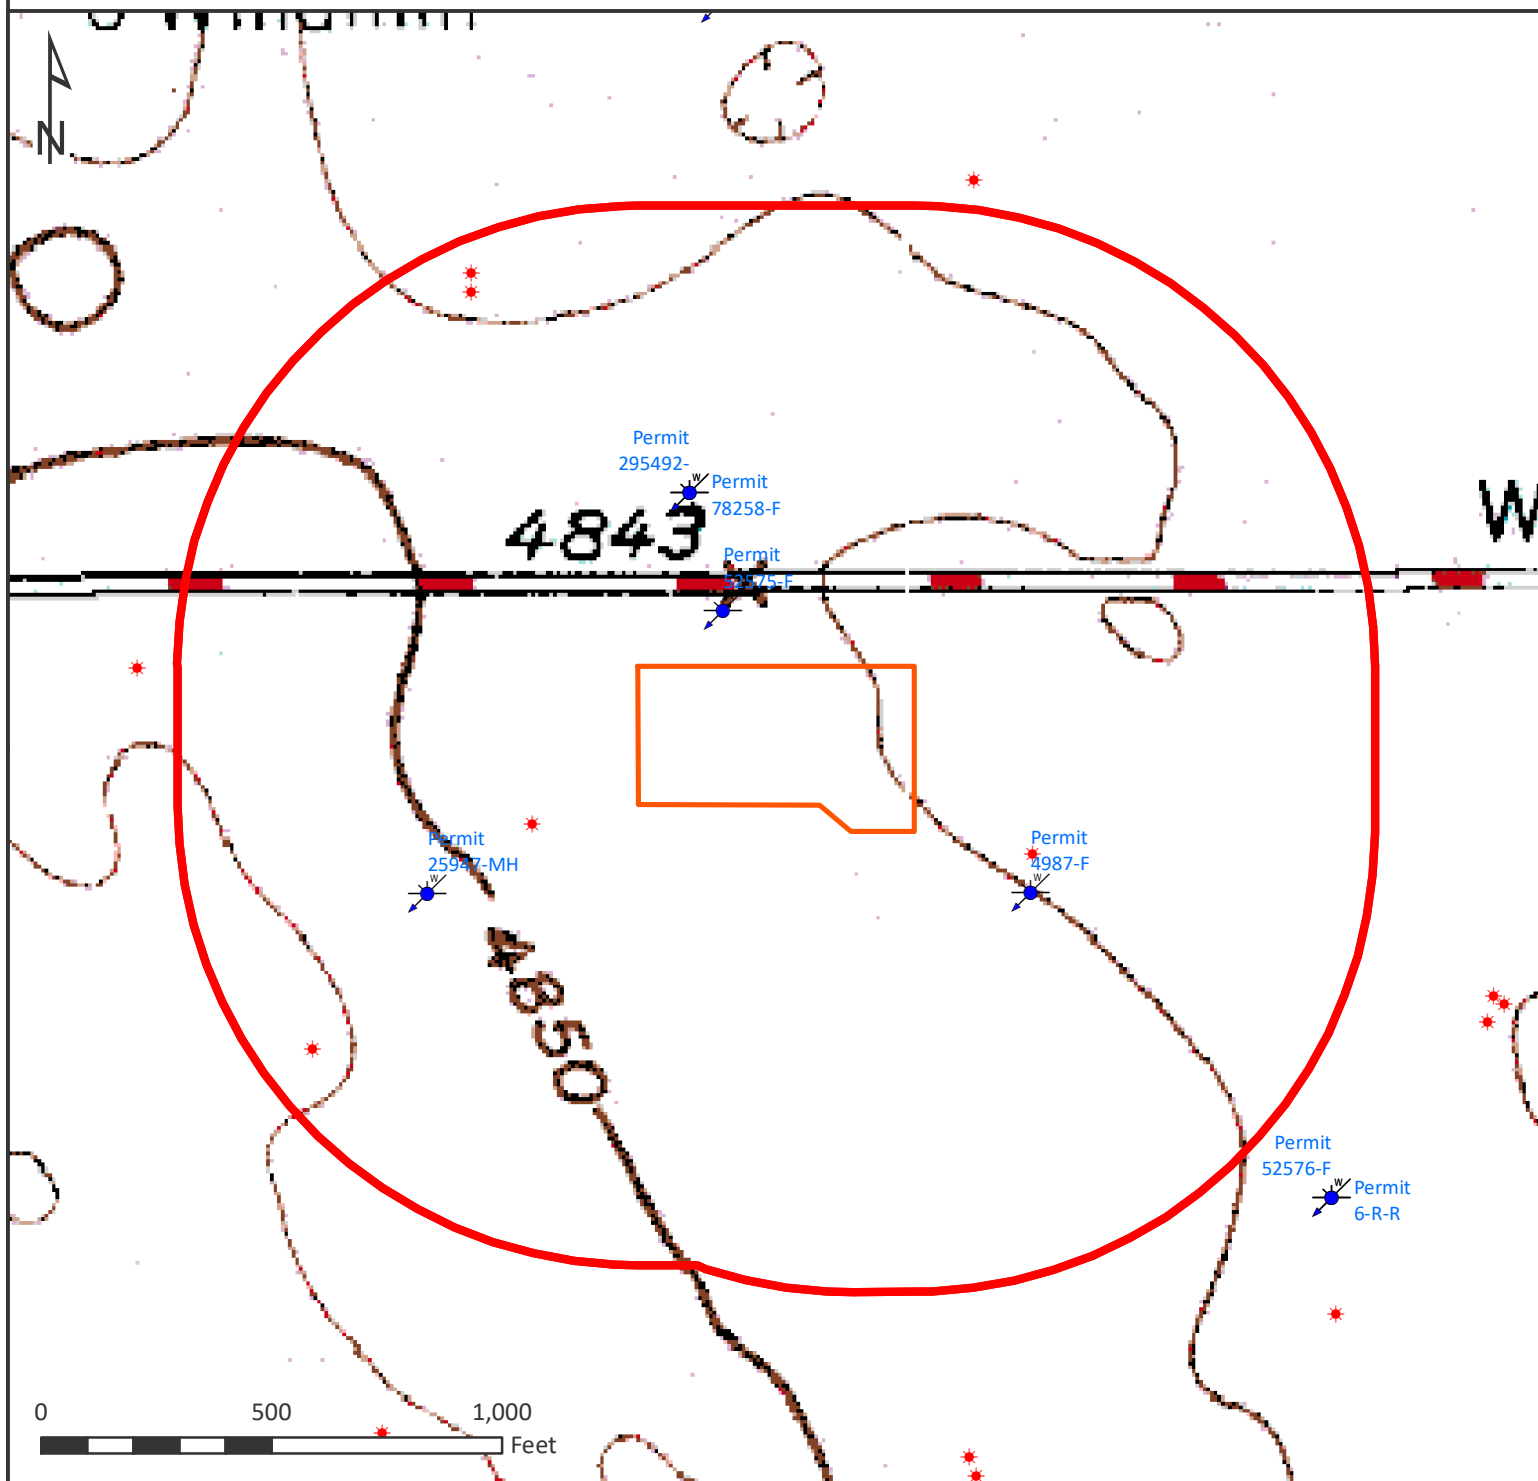 N
Permit
295492-
W
Permit
78258-F
4843
W
Permit
52575-F
Permit
25947-MH
W
Permit
4987-F
W
4850
Permit
52576-F
W
Permit
6-R-R
0 500 1,000
Feet